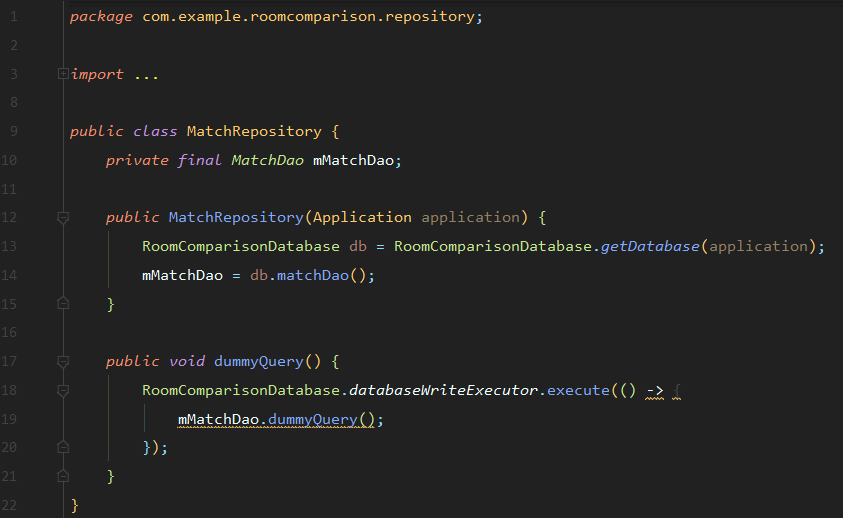 1 package com.example.roomcomparison.repository;
2
3 import ...
8
9 public class MatchRepository {
10 private final MatchDao mMatchDao;
11
12 public MatchRepository(Application application) {
13 RoomComparisonDatabase db = RoomComparisonDatabase.getDatabase(application);
14 mMatchDao = db.matchDao();
15 }
16
17 public void dummyQuery() {
18 RoomComparisonDatabase.databaseWriteExecutor.execute(() -> {
19 mMatchDao.dummyQuery();
20 });
21 }
22 }